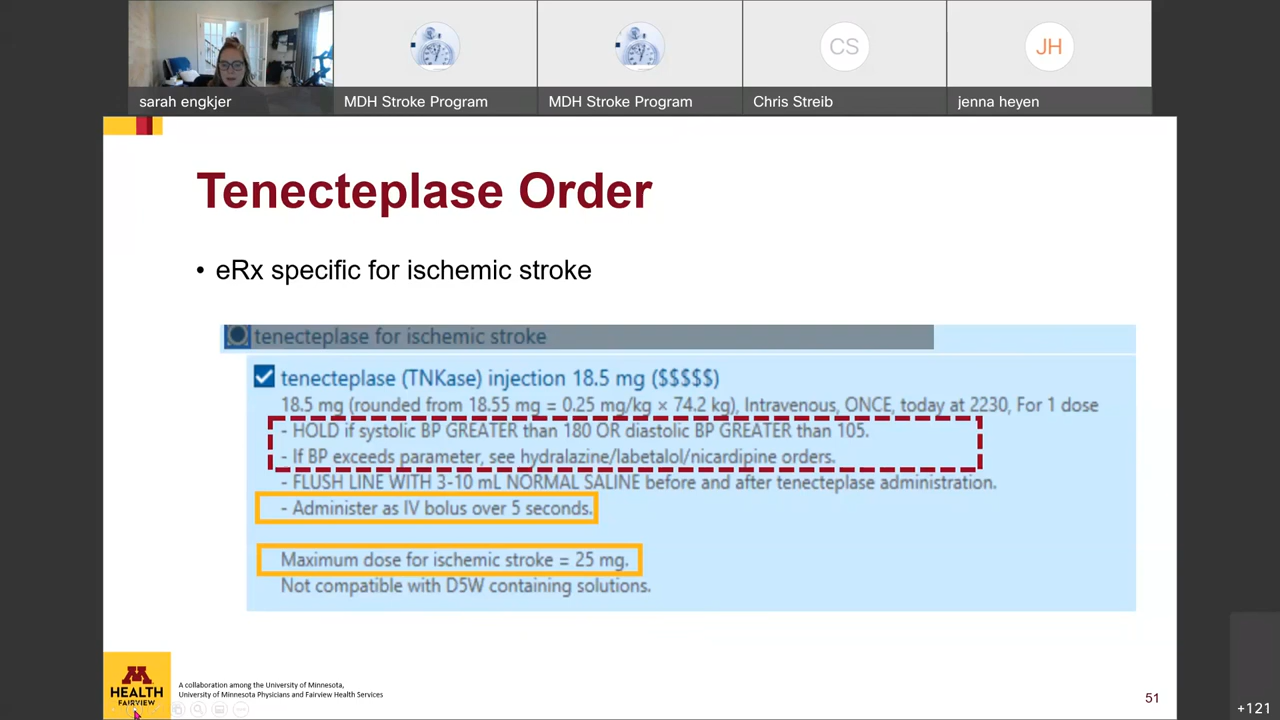 sarah engkjer
MDH Stroke Program
MDH Stroke Program
CS
Chris Streib
JH
jenna heyen
Tenecteplase Order
• eRx specific for ischemic stroke
tenecteplase for ischemic stroke
tenecteplase (TNKase) injection 18.5 mg ($$$$$)
18.5 mg (rounded from 18.55 mg = 0.25 mg/kg × 74.2 kg), Intravenous, ONCE, today at 2230, For 1 dose
- HOLD if systolic BP GREATER than 180 OR diastolic BP GREATER than 105.
- If BP exceeds parameter, see hydralazine/labetalol/nicardipine orders.
- FLUSH LINE WITH 3-10 mL NORMAL SALINE before and after tenecteplase administration.
- Administer as IV bolus over 5 seconds.
Maximum dose for ischemic stroke = 25 mg.
Not compatible with D5W containing solutions.
M
HEALTH
FAIRVIEW
A collaboration among the University of Minnesota,
University of Minnesota Physicians and Fairview Health Services
51
+121